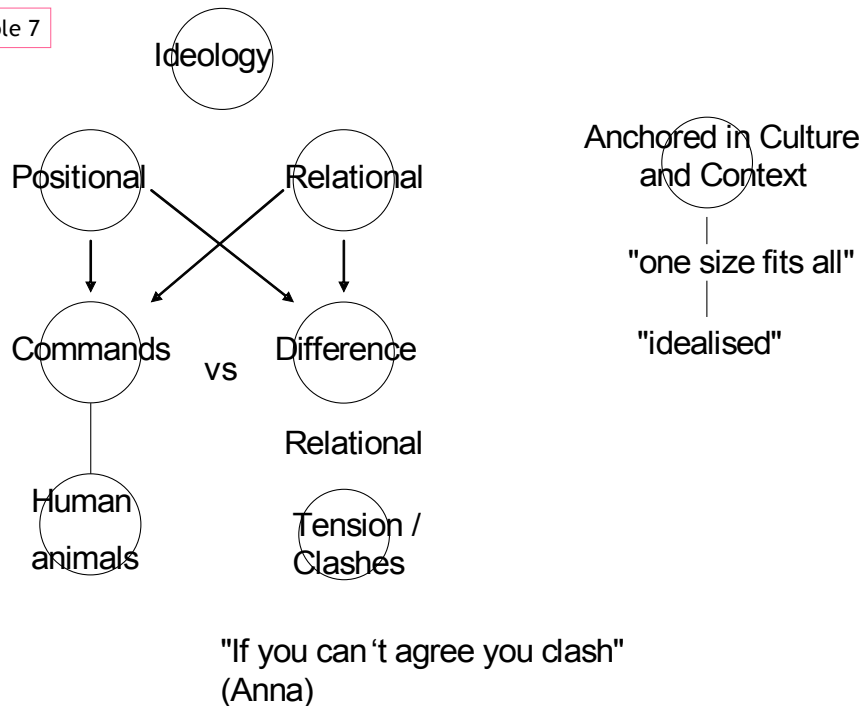 ble 7
Ideology
Positional
Relational
Commands
vs
Difference
Relational
Human
animals
Tension /
Clashes
"If you can‘t agree you clash"
(Anna)
Anchored in Culture
and Context
"one size fits all"
"idealised"